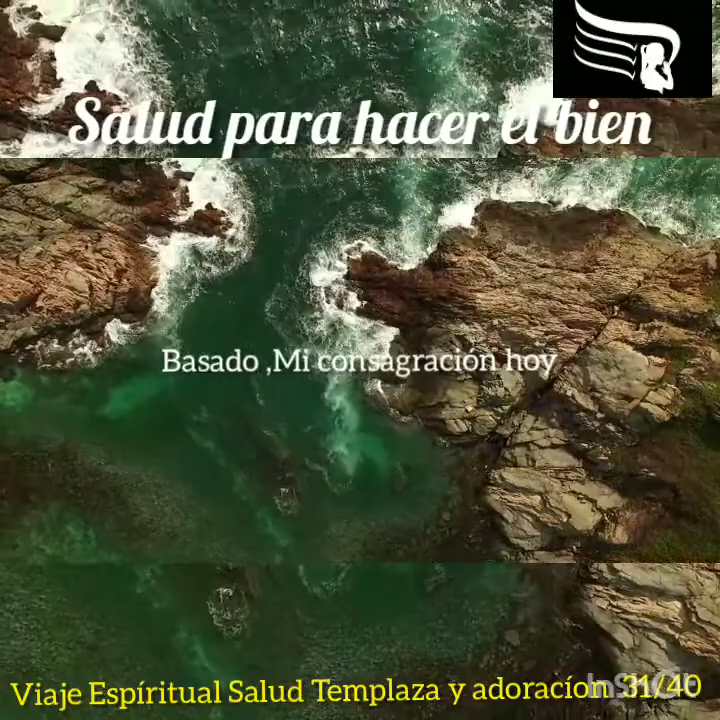 Salud para hacer el bien
Basado ,Mi consagración hoy
Viaje Espíritual Salud Templaza y adoracíon 31/40